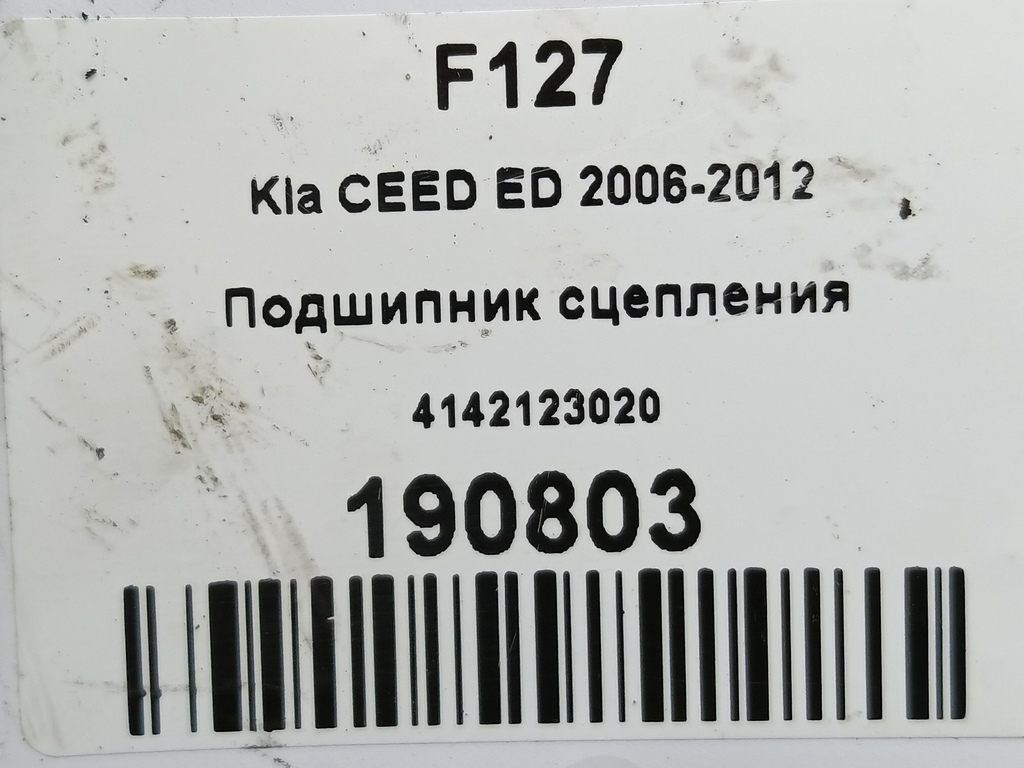 F127
Kia CEED ED 2006-2012
Подшипник сцепления
4142123020
190803